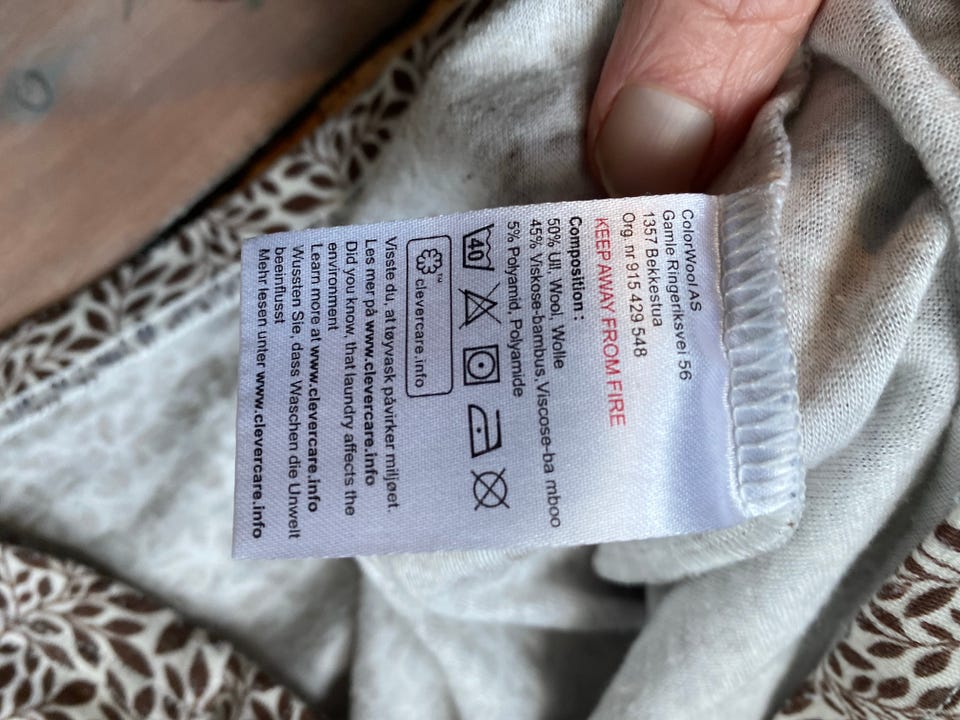 ColorWool AS
Gamle Ringeriksvei 56
1357 Bekkestua
Org. nr 915 429 548
KEEP AWAY FROM FIRE
Composition :
50% Ull, Wool, Wolle
45% Viskose-bambus,Viscose-ba mboo
5% Polyamid, Polyamide
40
clevercare.info
Visste du, at tøyvask påvirker miljøet.
Les mer på www.clevercare.info
Did you know, that laundry affects the
environment
Learn more at www.clevercare.info
Wussten Sie, dass Waschen die Umwelt
beeinflusst
Mehr lesen unter www.clevercare.info